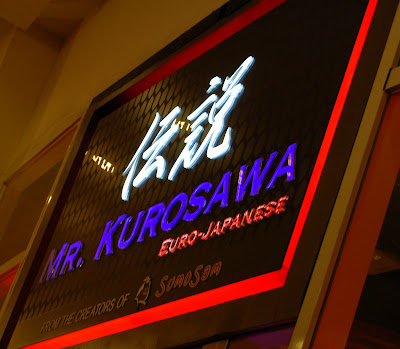 伝説
MR. KUROSAWA
EURO-JAPANESE
FROM THE CREATORS OF SumoSam